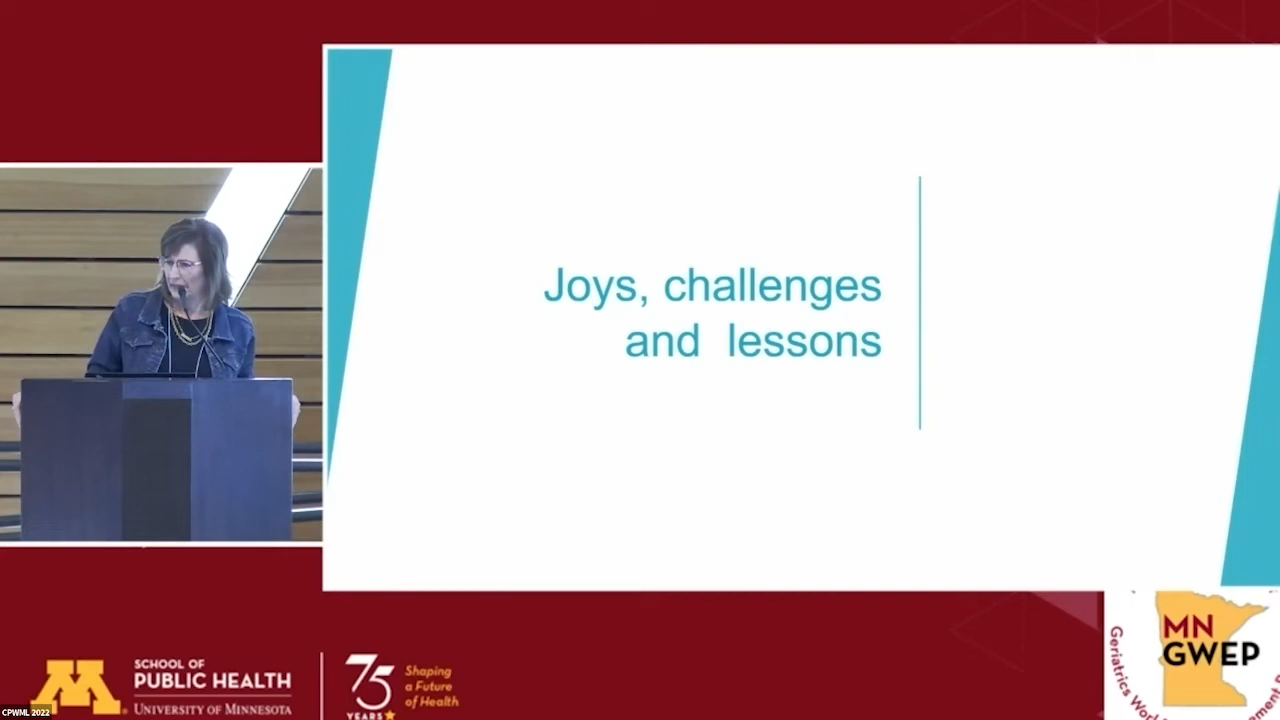 Joys, challenges
and lessons
SCHOOL OF
PUBLIC HEALTH
UNIVERSITY OF MINNESOTA
75
YEARS
Shaping
a Future
of Health
MN
GWEP
Geriatrics
CPWML 2022